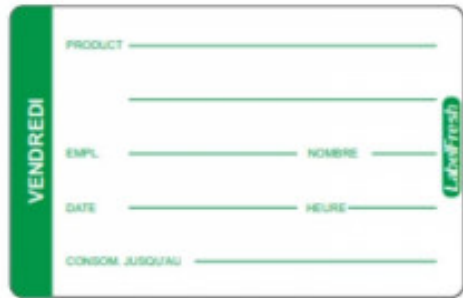 VENDREDI
PRODUCT
EMPL. NOMBRE
DATE HEURE
CONSOM. JUSQU'AU
LabelFresh